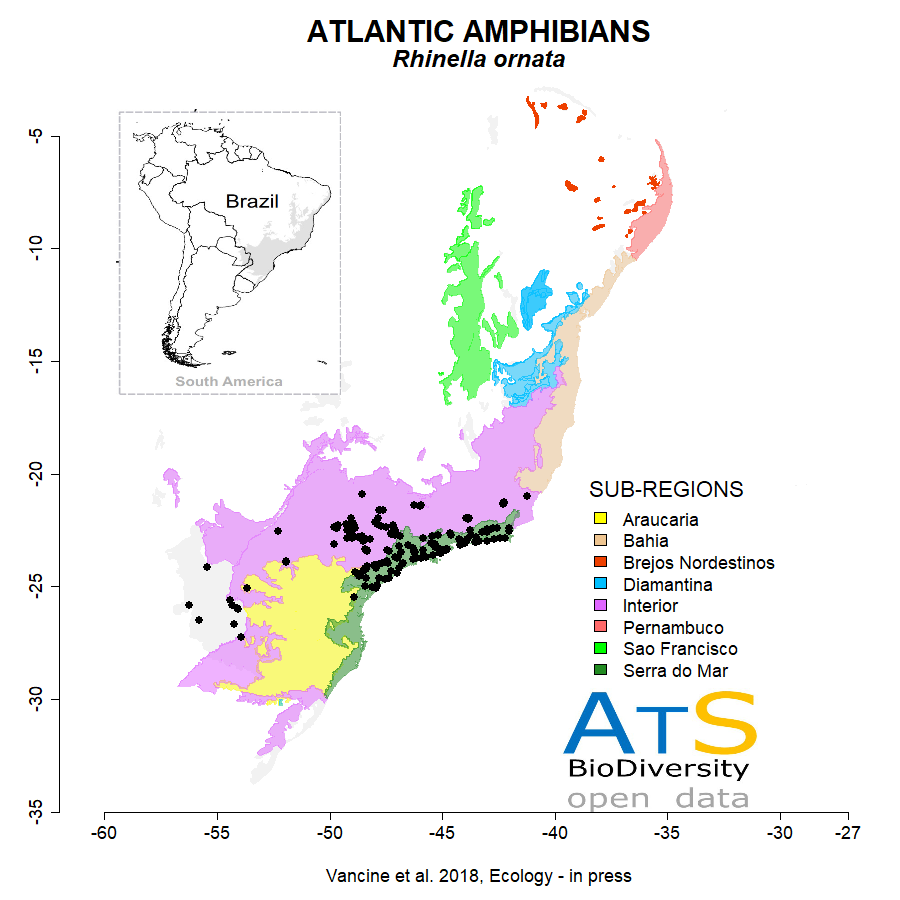 ATLANTIC AMPHIBIANS
Rhinella ornata
Brazil
South America
-5
-10
-15
-20
-25
-30
-35
SUB-REGIONS
Araucaria
Bahia
Brejos Nordestinos
Diamantina
Interior
Pernambuco
Sao Francisco
Serra do Mar
ATS
BioDiversity
open data
-60 -55 -50 -45 -40 -35 -30 -27
Vancine et al. 2018, Ecology - in press